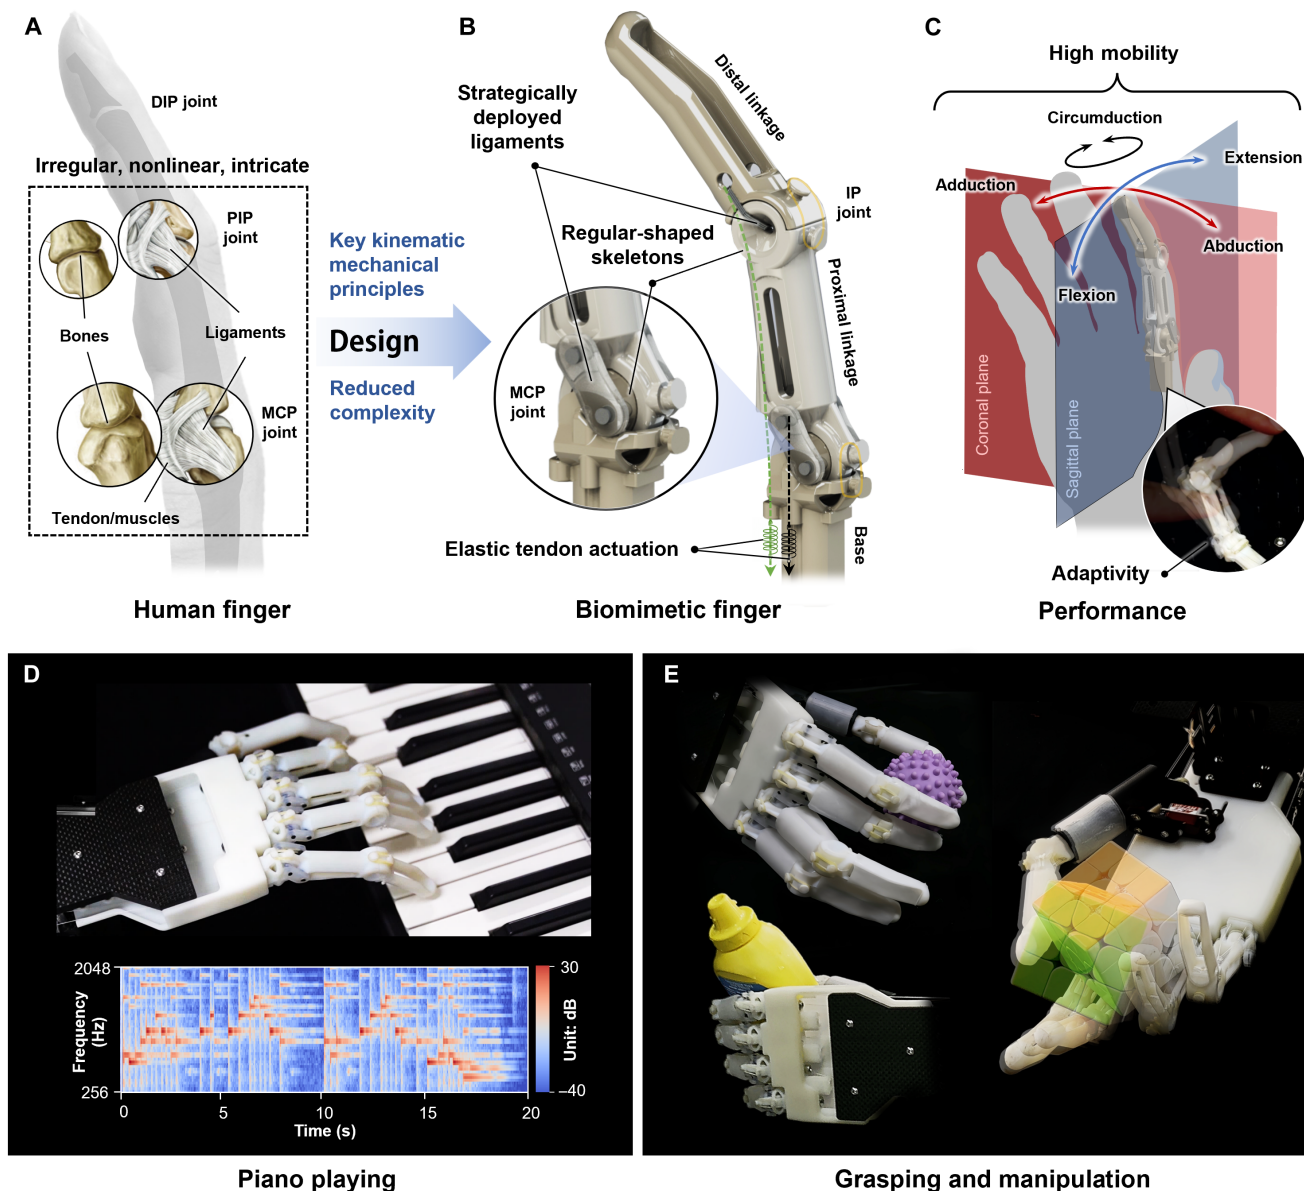 A
DIP joint
Irregular, nonlinear, intricate
PIP
joint
Bones
Ligaments
MCP
joint
Tendon/muscles
Human finger
Key kinematic
mechanical
principles
Design
Reduced
complexity
B
Strategically
deployed
ligaments
Distal linkage
IP
joint
Regular-shaped
skeletons
Proximal linkage
MCP
joint
Elastic tendon actuation
Base
Biomimetic finger
C
High mobility
Circumduction
Extension
Adduction
Abduction
Flexion
Coronal plane
Sagittal plane
Adaptivity
Performance
D
2048
256
Frequency
(Hz)
0
5
10
15
20
Time (s)
30
–40
Unit: dB
Piano playing
E
Grasping and manipulation